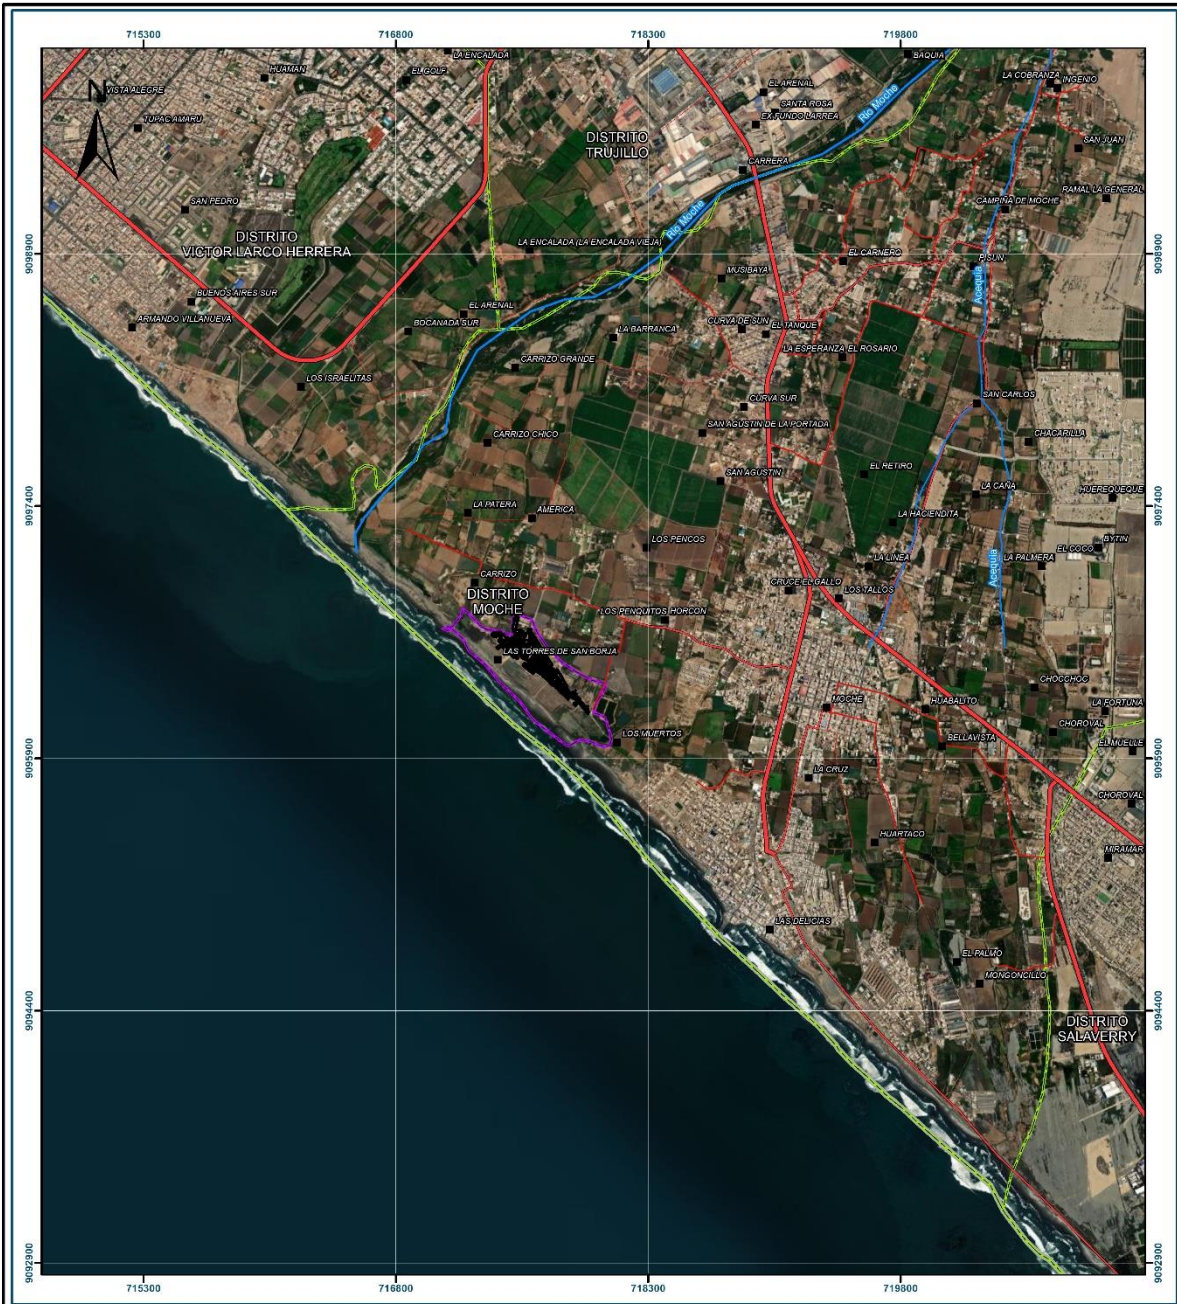 715300
716800
718300
719800
LA ENCALADA
BAQUIA
HUAMAN
EL GOLF
LA COBRANZA
N
VISTA ALEGRE
EL ARENAL
INGENIO
Río Moche
SANTA ROSA
EX FUNDO LARREA
TUPAC AMARU
DISTRITO
TRUJILLO
SAN JUAN
CARRERA
RAMAL LA GENERAL
SAN PEDRO
CAMPIÑA DE MOCHE
Río Moche
DISTRITO
VICTOR LARCO HERRERA
LA ENCALADA (LA ENCALADA VIEJA)
9098900
9098900
EL CARNERO
PISUN
MUSIBAYA
Acequia
BUENOS AIRES SUR
EL ARENAL
ARMANDO VILLANUEVA
BOCANADA SUR
CURVA DE SUN
EL TANQUE
LA BARRANCA
LA ESPERANZA EL ROSARIO
CARRIZO GRANDE
LOS ISRAELITAS
SAN CARLOS
CURVA SUR
SAN AGUSTIN DE LA PORTADA
CARRIZO CHICO
CHACARILLA
SAN AGUSTIN
EL RETIRO
LA CAÑA
HUEREQUEQUE
9097400
9097400
LA PATERA
AMERICA
LA HACIENDITA
BYTIN
LOS PENCOS
EL COCO
LA LINEA
LA PALMERA
Acequia
CARRIZO
CRUCE EL GALLO
LOS TALLOS
DISTRITO
MOCHE
LOS PENQUITOS HORCON
LAS TORRES DE SAN BORJA
CHOCCHOC
MOCHE
HUABALITO
LA FORTUNA
LOS MUERTOS
BELLAVISTA
CHOROVAL
EL MUELLE
9095900
9095900
LA CRUZ
CHOROVAL
HUARTACO
MIRAMAR
LAS DELICIAS
EL PALMO
MONGONCILLO
9094400
9094400
DISTRITO
SALAVERRY
9092900
9092900
715300
716800
718300
719800